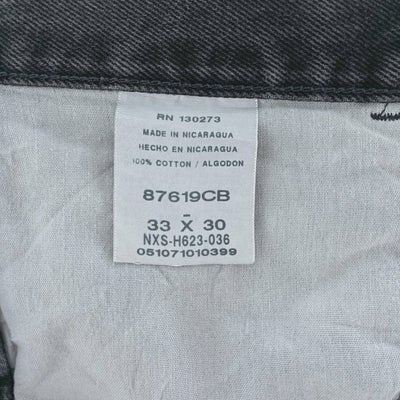 RN 130273
MADE IN NICARAGUA
HECHO EN NICARAGUA
100% COTTON / ALGODON
87619CB
-
33 X 30
NXS-H623-036
051071010399